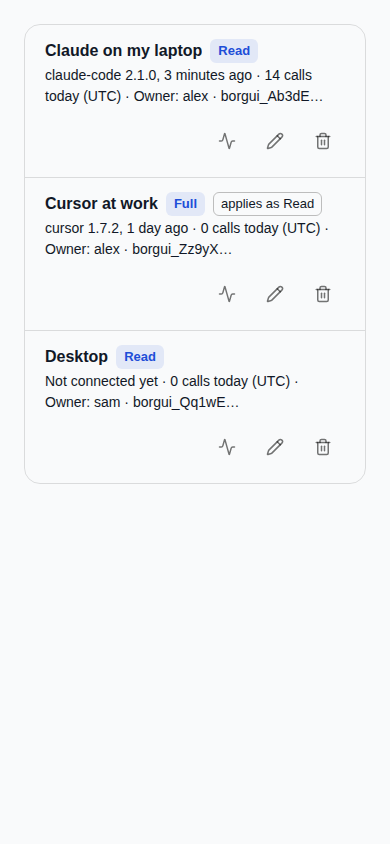 Claude on my laptop Read
claude-code 2.1.0, 3 minutes ago · 14 calls
today (UTC) · Owner: alex · borgui_Ab3dE…
Cursor at work Full applies as Read
cursor 1.7.2, 1 day ago · 0 calls today (UTC) ·
Owner: alex · borgui_Zz9yX…
Desktop Read
Not connected yet · 0 calls today (UTC) ·
Owner: sam · borgui_Qq1wE…